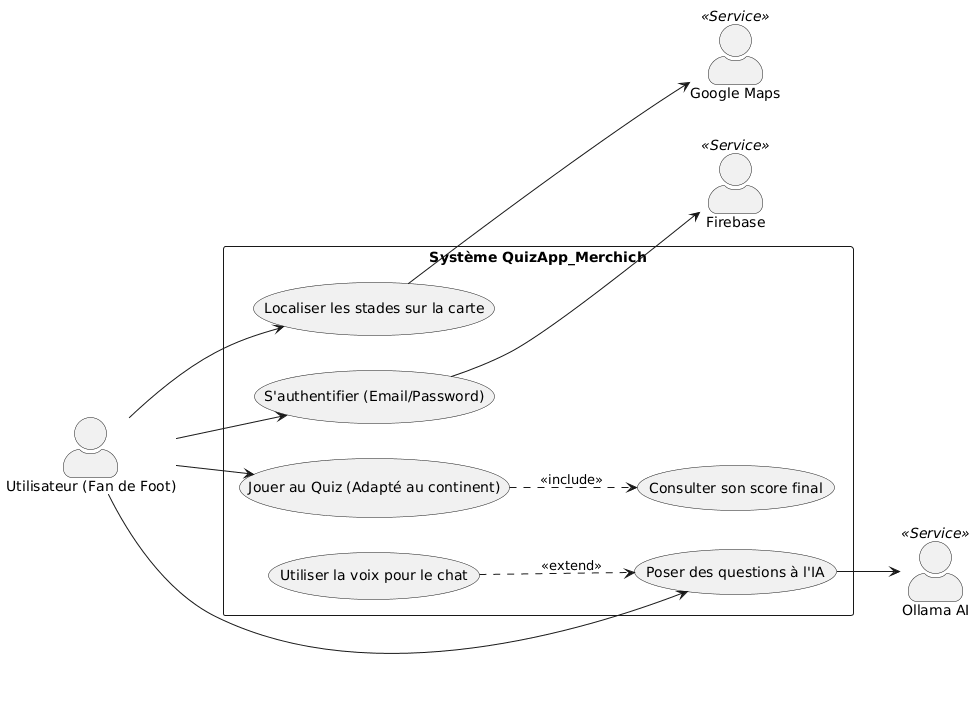 «Service»
Google Maps
«Service»
Firebase
Système QuizApp_Merchich
Localiser les stades sur la carte
S'authentifier (Email/Password)
Utilisateur (Fan de Foot)
Jouer au Quiz (Adapté au continent)
«include»
Consulter son score final
Utiliser la voix pour le chat
«extend»
Poser des questions à l'IA
«Service»
Ollama AI